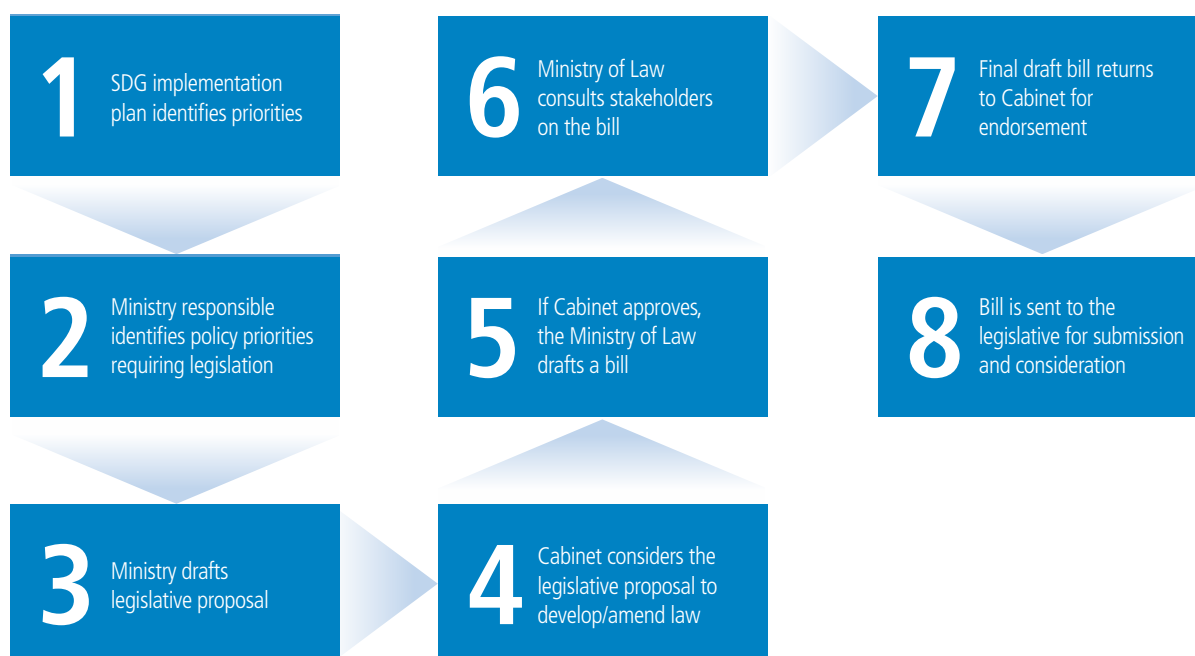 1
SDG implementation
plan identifies priorities
2
Ministry responsible
identifies policy priorities
requiring legislation
3
Ministry drafts
legislative proposal
4
Cabinet considers the
legislative proposal to
develop/amend law
5
If Cabinet approves,
the Ministry of Law
drafts a bill
6
Ministry of Law
consults stakeholders
on the bill
7
Final draft bill returns
to Cabinet for
endorsement
8
Bill is sent to the
legislative for submission
and consideration